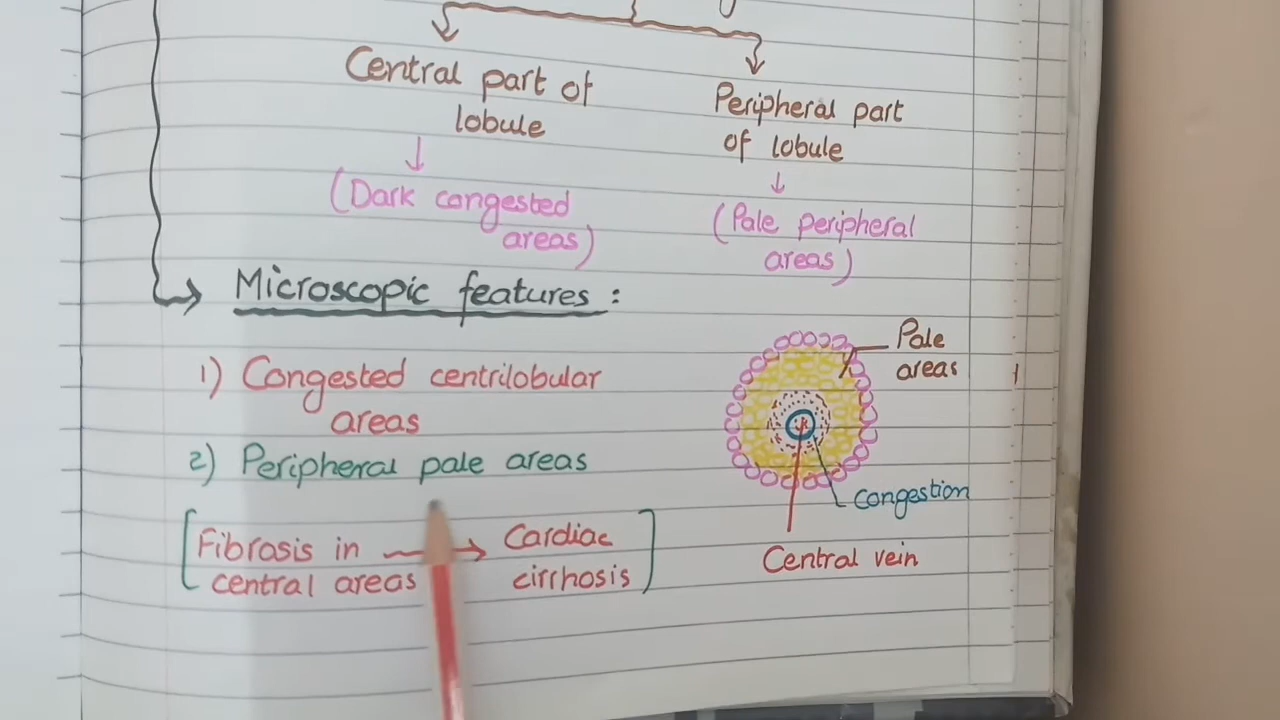 Central part of
lobule
Peripheral part
of lobule
(Dark congested
areas)
(Pale peripheral
areas)
Microscopic features :
1) Congested centrilobular
areas
2) Peripheral pale areas
[Fibrosis in → Cardiac
central areas cirrhosis]
Pale
areas
congestion
Central vein